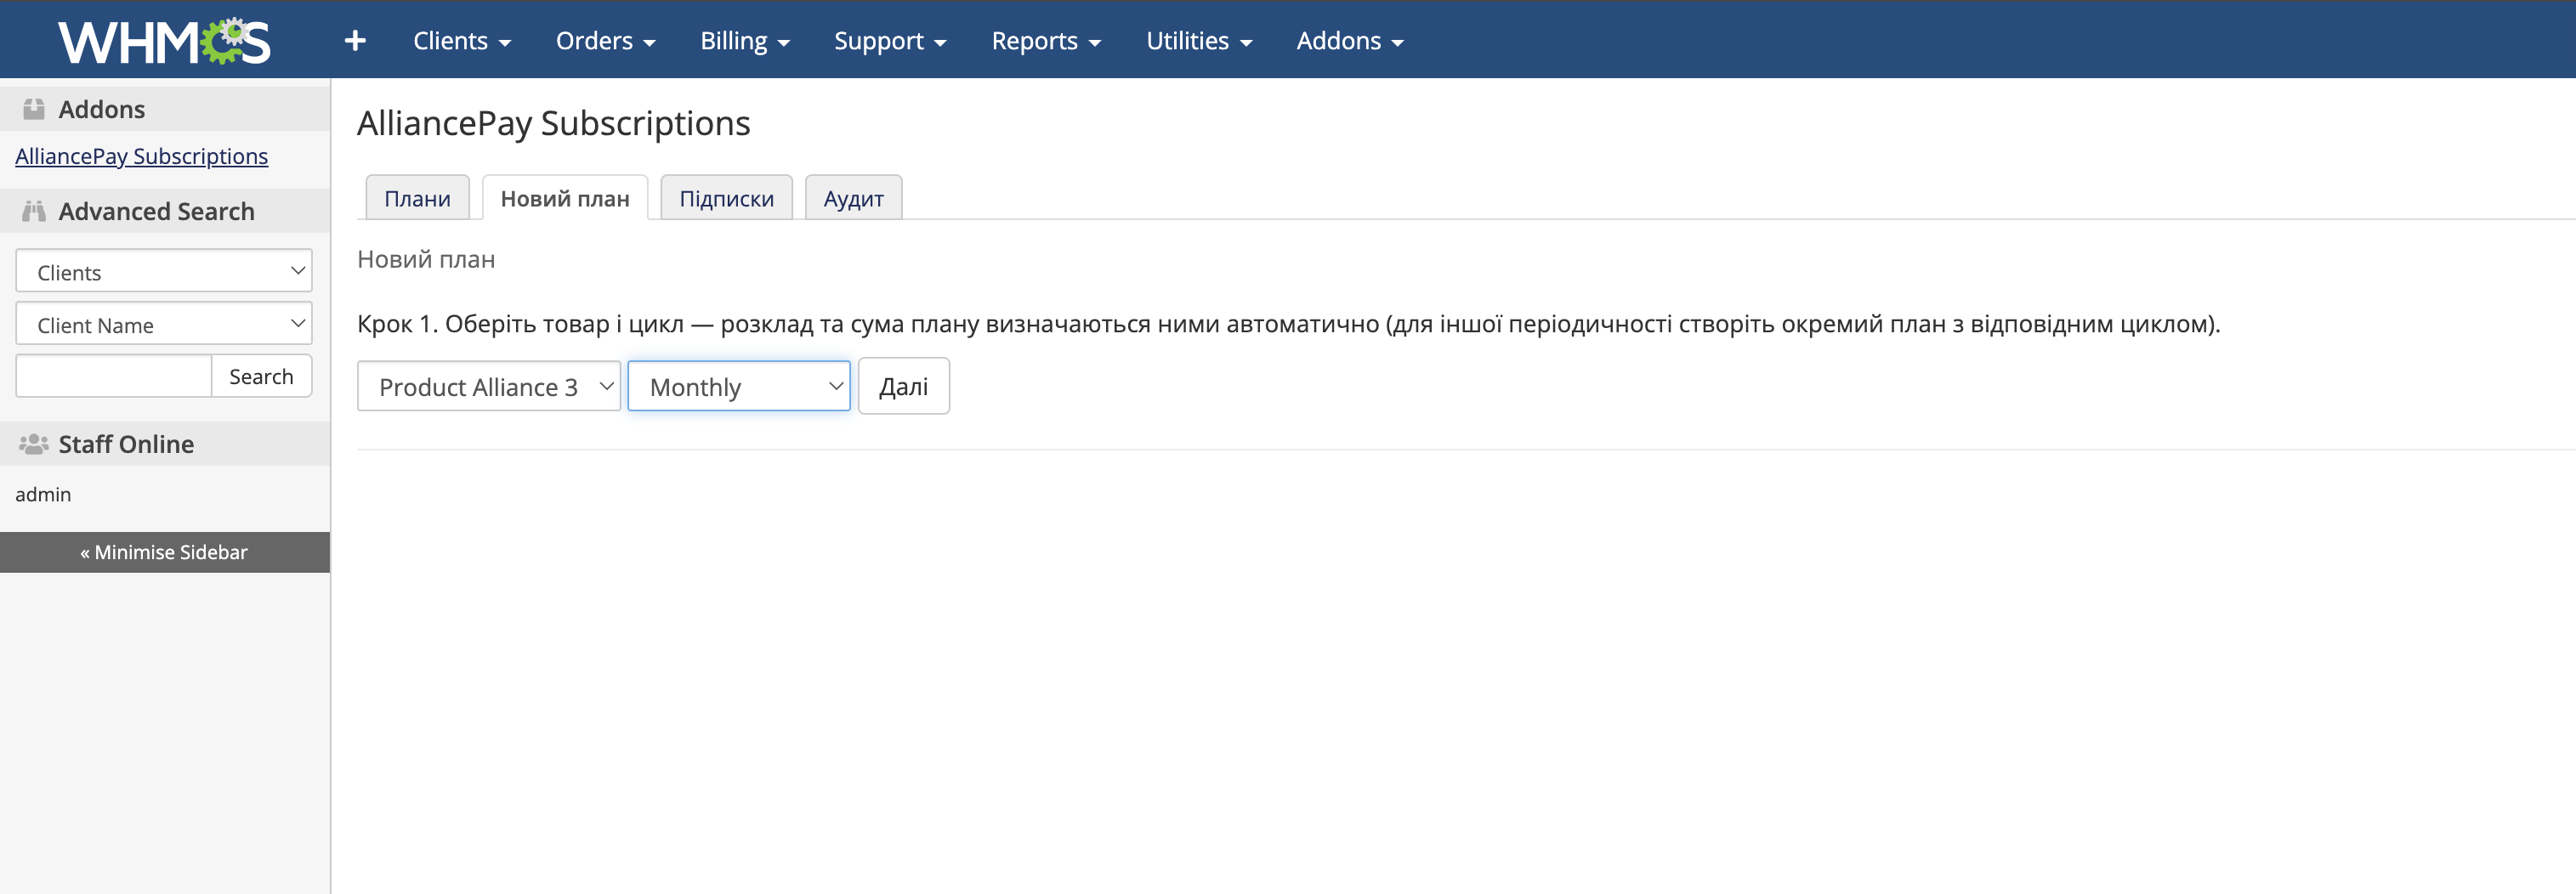 WHMCS
+ Clients Orders Billing Support Reports Utilities Addons
Addons
AllianzePay Subscriptions
Advanced Search
Clients
Client Name
Search
Staff Online
admin
« Minimise Sidebar
AlliancePay Subscriptions
Плани Новий план Підписки Аудит
Новий план
Крок 1. Оберіть товар і цикл — розклад та сума плану визначаються ними автоматично (для іншої періодичності створіть окремий план з відповідним циклом).
Product Alliance 3 Monthly Далі